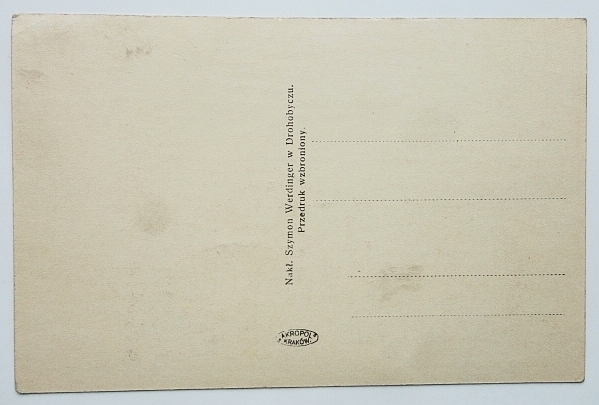 Nakł. Szymon Werdinger w Drohobyczu.
Przedruk wzbroniony.
AKROPOL
KRAKÓW.